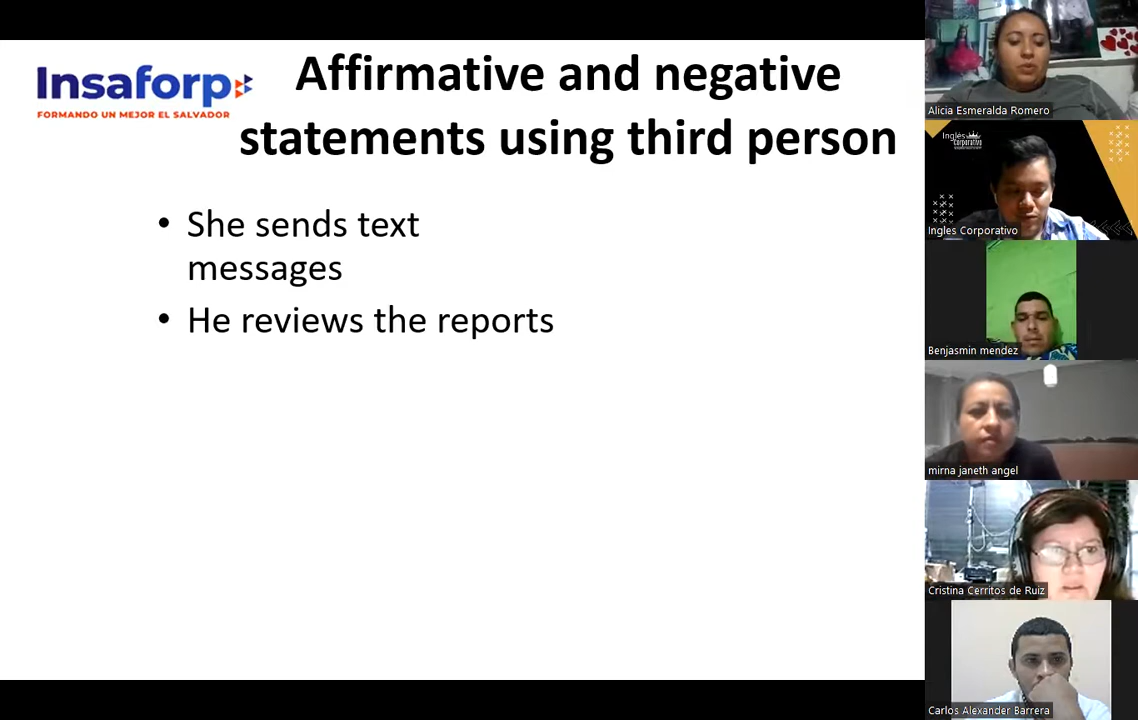 Insaforp
FORMANDO UN MEJOR EL SALVADOR
Affirmative and negative
statements using third person
• She sends text
messages
• He reviews the reports
Alicia Esmeralda Romero
Inglés
corporativo
Ingles Corporativo
Benjasmin mendez
mirna janeth angel
Cristina Cerritos de Ruiz
Carlos Alexander Barrera